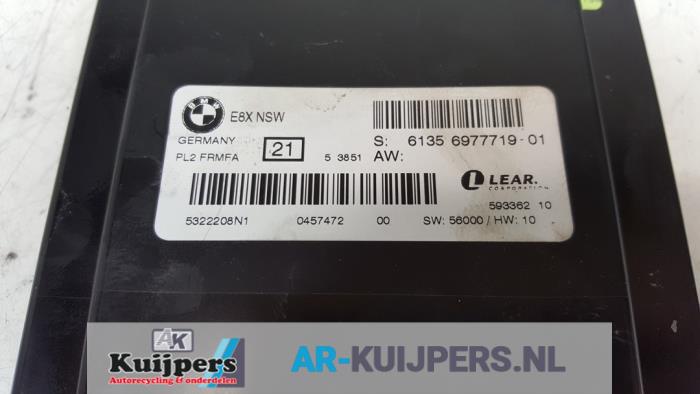 BMW
E8X NSW
GERMANY
PL2 FRMFA
21
5 3851
S: 6135 6977719-01
AW:
LEAR.
CORPORATION
593362 10
5322208N1 0457472 00 SW: 56000 / HW: 10
AK
Kuijpers
Autorecycling & onderdelen
AR-KUIJPERS.NL